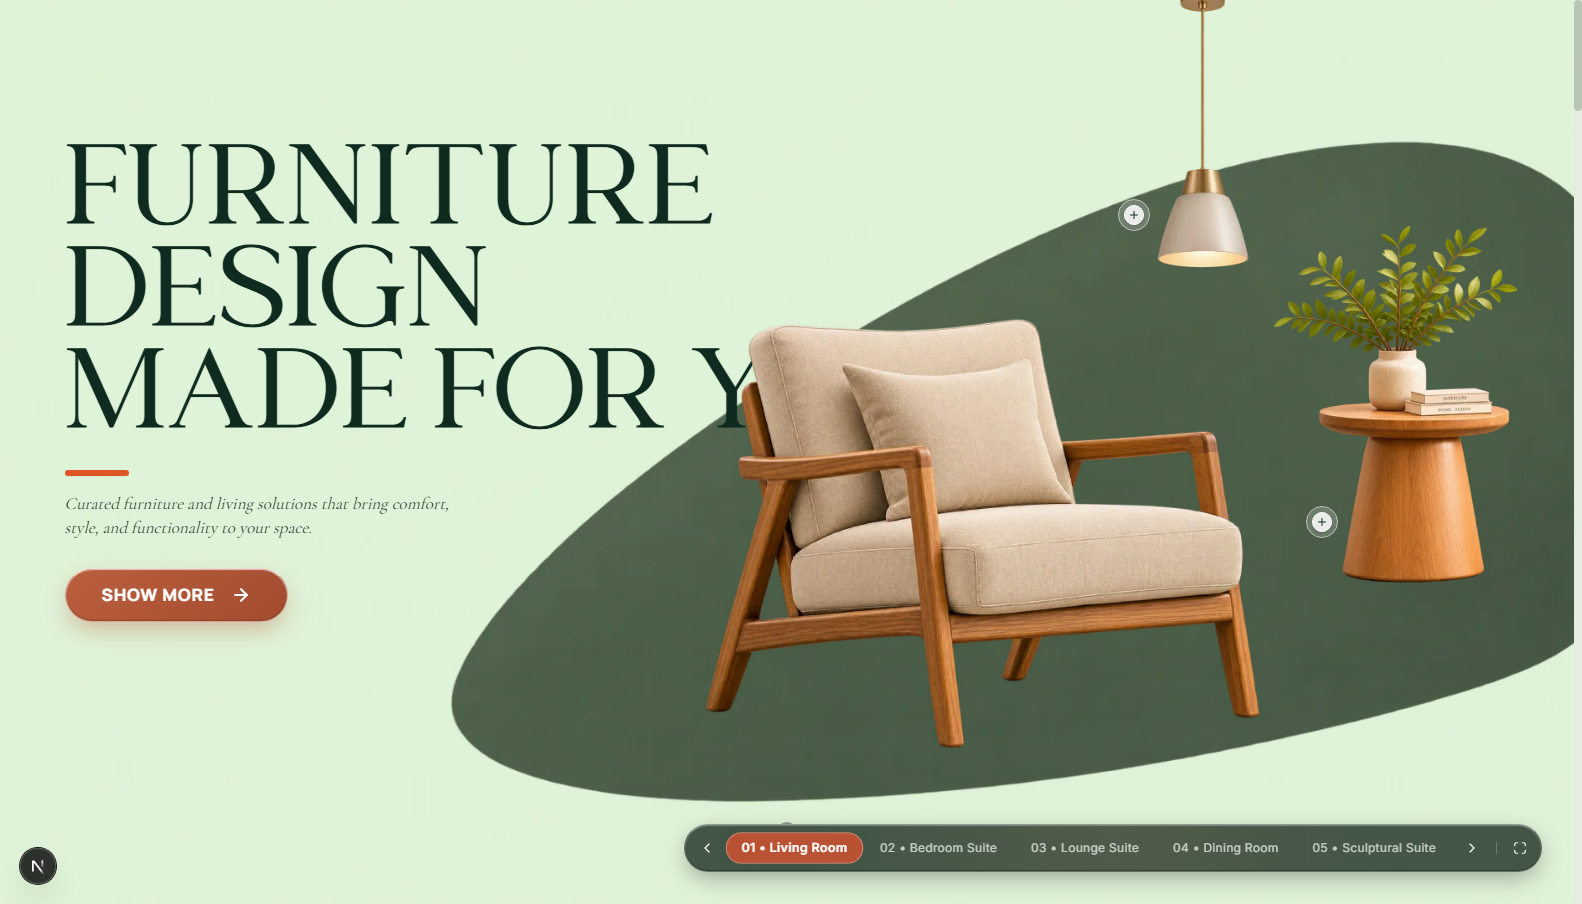 FURNITURE
DESIGN
MADE FOR Y
Curated furniture and living solutions that bring comfort,
style, and functionality to your space.
SHOW MORE
01 • Living Room
02 • Bedroom Suite
03 • Lounge Suite
04 • Dining Room
05 • Sculptural Suite
N